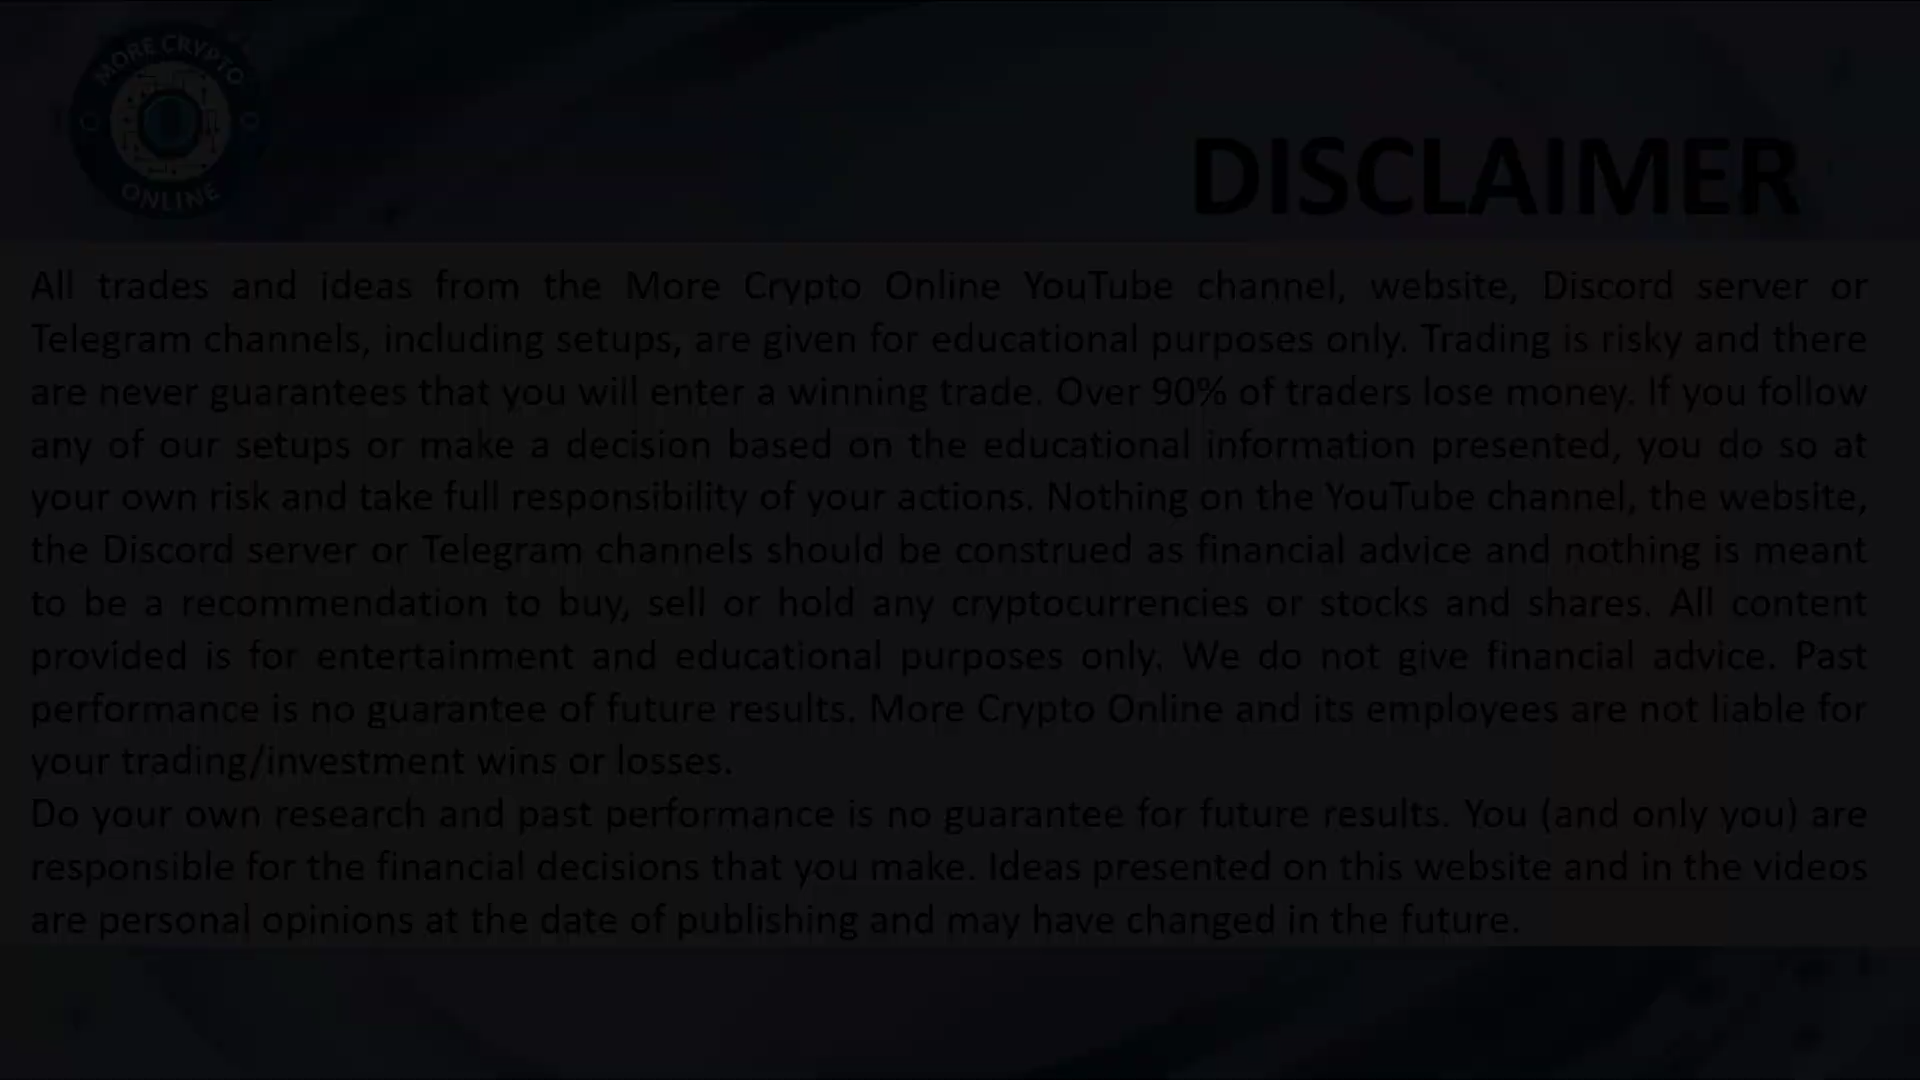 MORE CRYPTO
ONLINE
DISCLAIMER
All trades and ideas from the More Crypto Online YouTube channel, website, Discord server or
Telegram channels, including setups, are given for educational purposes only. Trading is risky and there
are never guarantees that you will enter a winning trade. Over 90% of traders lose money. If you follow
any of our setups or make a decision based on the educational information presented, you do so at
your own risk and take full responsibility of your actions. Nothing on the YouTube channel, the website,
the Discord server or Telegram channels should be construed as financial advice and nothing is meant
to be a recommendation to buy, sell or hold any cryptocurrencies or stocks and shares. All content
provided is for entertainment and educational purposes only. We do not give financial advice. Past
performance is no guarantee of future results. More Crypto Online and its employees are not liable for
your trading/investment wins or losses.
Do your own research and past performance is no guarantee for future results. You (and only you) are
responsible for the financial decisions that you make. Ideas presented on this website and in the videos
are personal opinions at the date of publishing and may have changed in the future.